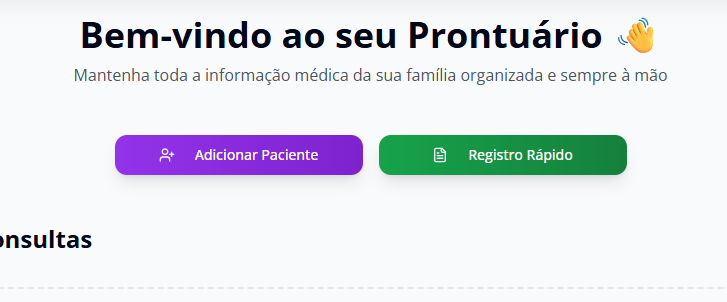 Bem-vindo ao seu Prontuário 👋
Mantenha toda a informação médica da sua família organizada e sempre à mão
Adicionar Paciente
Registro Rápido
onsultas